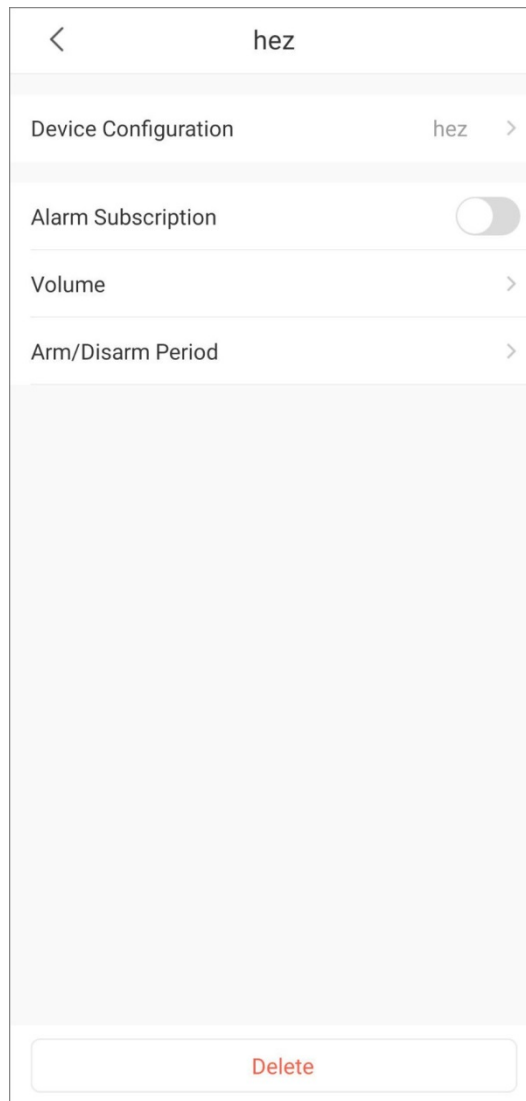 hez
Device Configuration hez
Alarm Subscription
Volume
Arm/Disarm Period
Delete